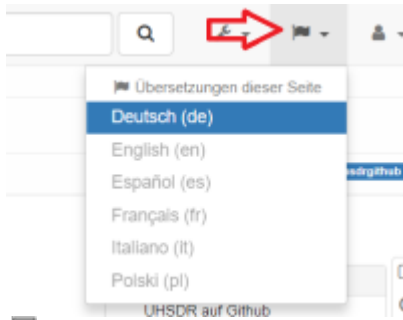 Übersetzungen dieser Seite
Deutsch (de)
English (en)
Español (es)
Français (fr)
Italiano (it)
Polski (pl)
UHSDR auf Github